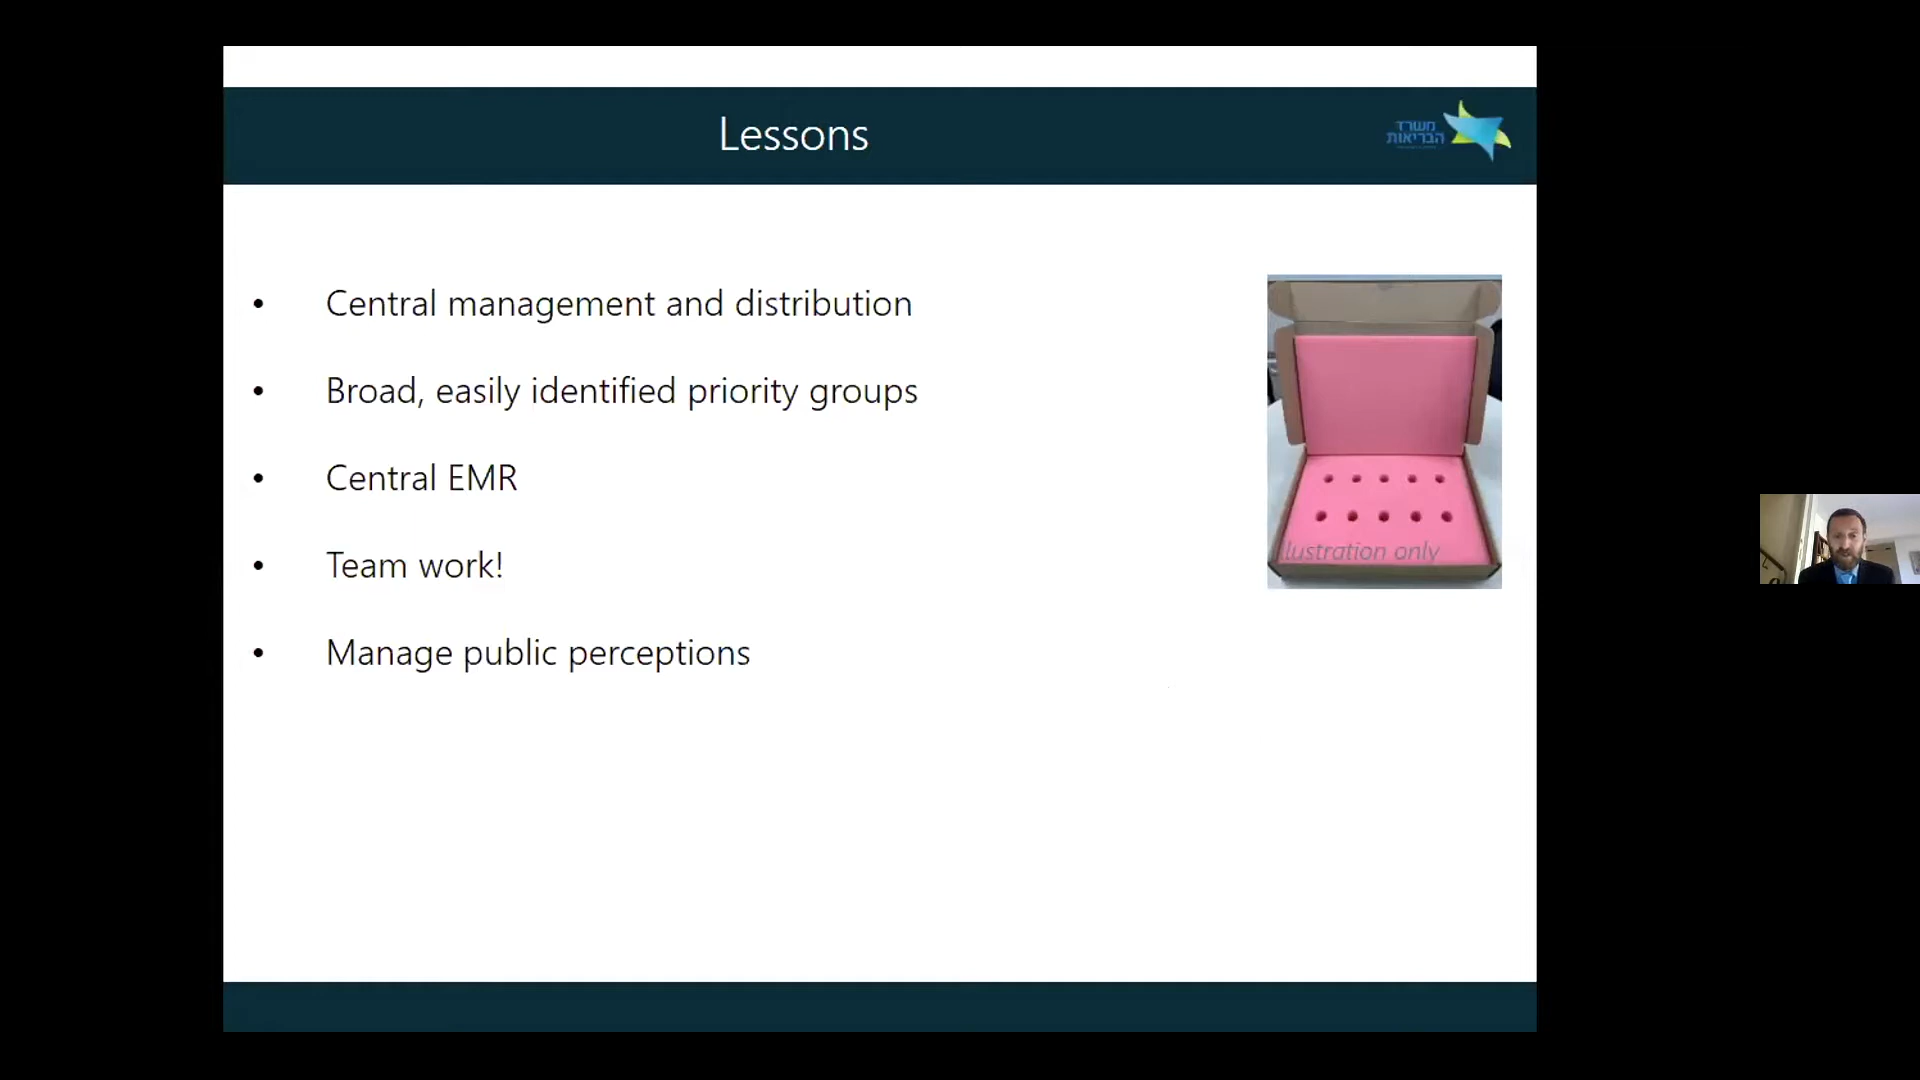 Lessons
משרד
הבריאות
• Central management and distribution
• Broad, easily identified priority groups
• Central EMR
• Team work!
• Manage public perceptions
lustration only